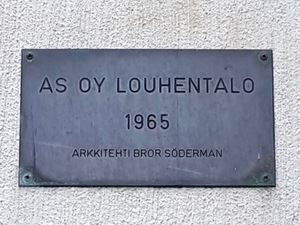 AS OY LOUHENTALO
1965
ARKKITEHTI BROR SÖDERMAN